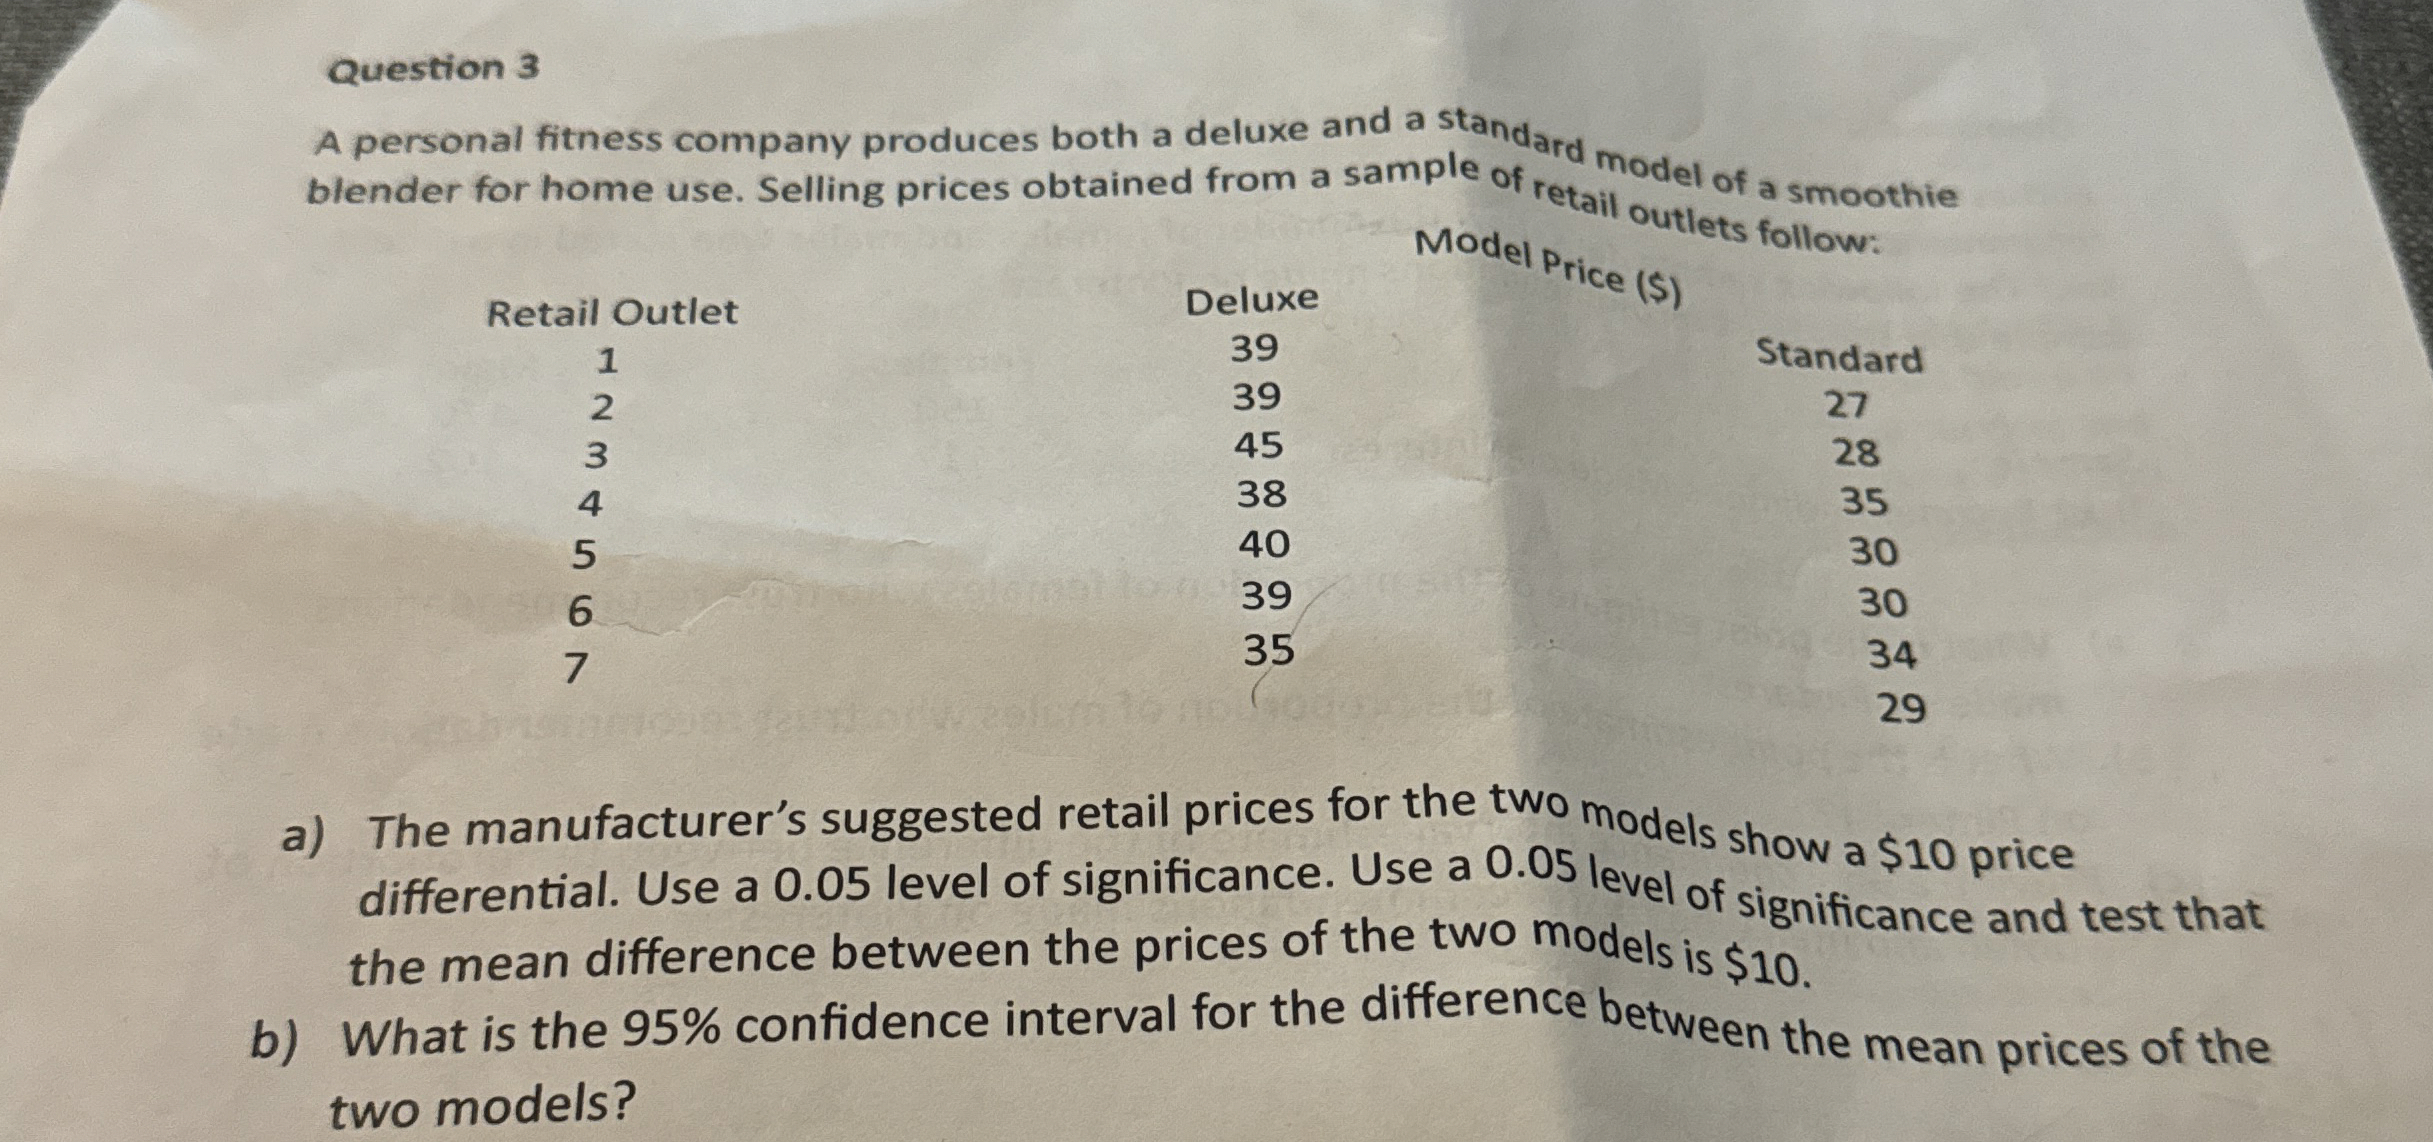 Question 3
A personal fitness company produces both a deluxe and a standard model of a smoothie
blender for home use. Selling prices obtained from a sample of retail outlets follow:
Model Price ($)
Retail Outlet Deluxe Standard
1 39 27
2 39 28
3 45 35
4 38 30
5 40 30
6 39 34
7 35 29
a) The manufacturer's suggested retail prices for the two models show a $10 price
differential. Use a 0.05 level of significance. Use a 0.05 level of significance and test that
the mean difference between the prices of the two models is $10.
b) What is the 95% confidence interval for the difference between the mean prices of the
two models?